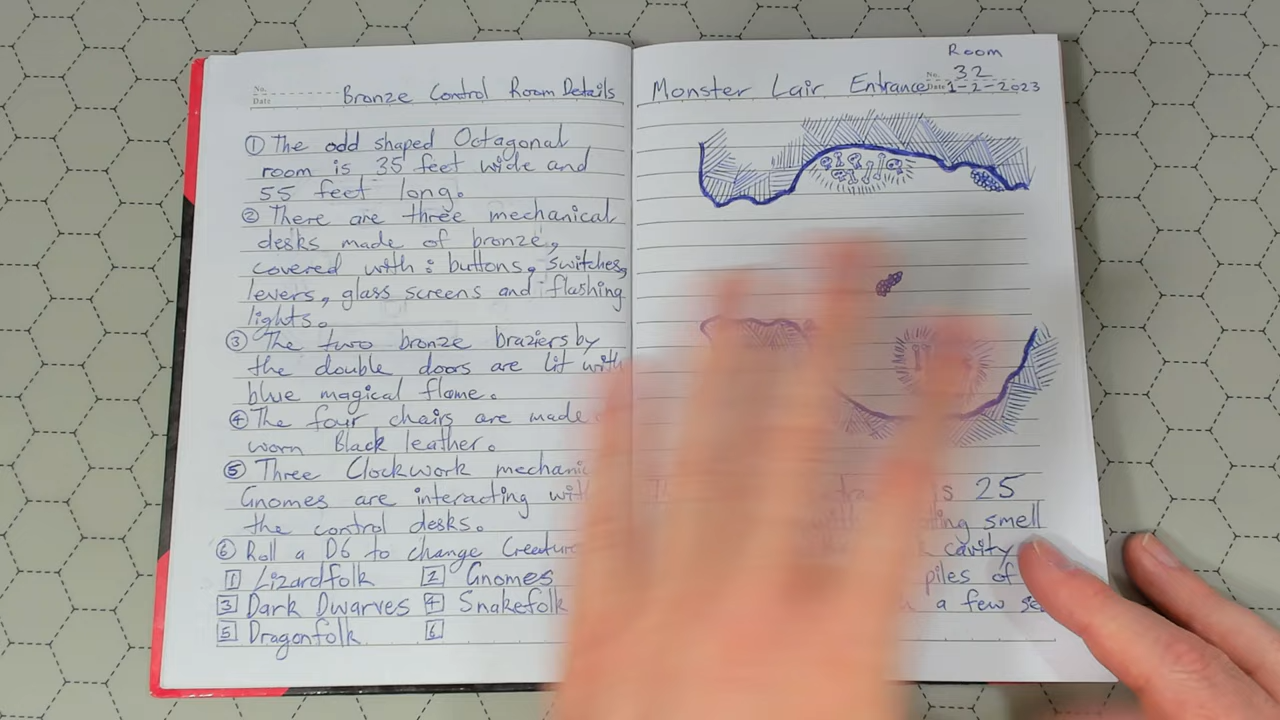 No.
Date
Bronze Control Room Details
① The odd shaped Octagonal
room is 35 feet wide and
55 feet long.
② There are three mechanical
desks made of bronze,
covered with: buttons, switches,
levers, glass screens and flashing
lights.
③ The two bronze braziers by
the double doors are lit with
blue magical flame.
④ The four chairs are made
worn Black leather.
⑤ Three Clockwork mechanic
Gnomes are interacting
the control desks.
⑥ Roll a D6 to change
1 Lizardfolk 2 Gnomes
3 Dark Dwarves 4 Snakefolk
5 Dragonfolk 6
Room
No. 32
Monster Lair Entrance Date 1-2-2023
25
smell
cavity
piles of
a few